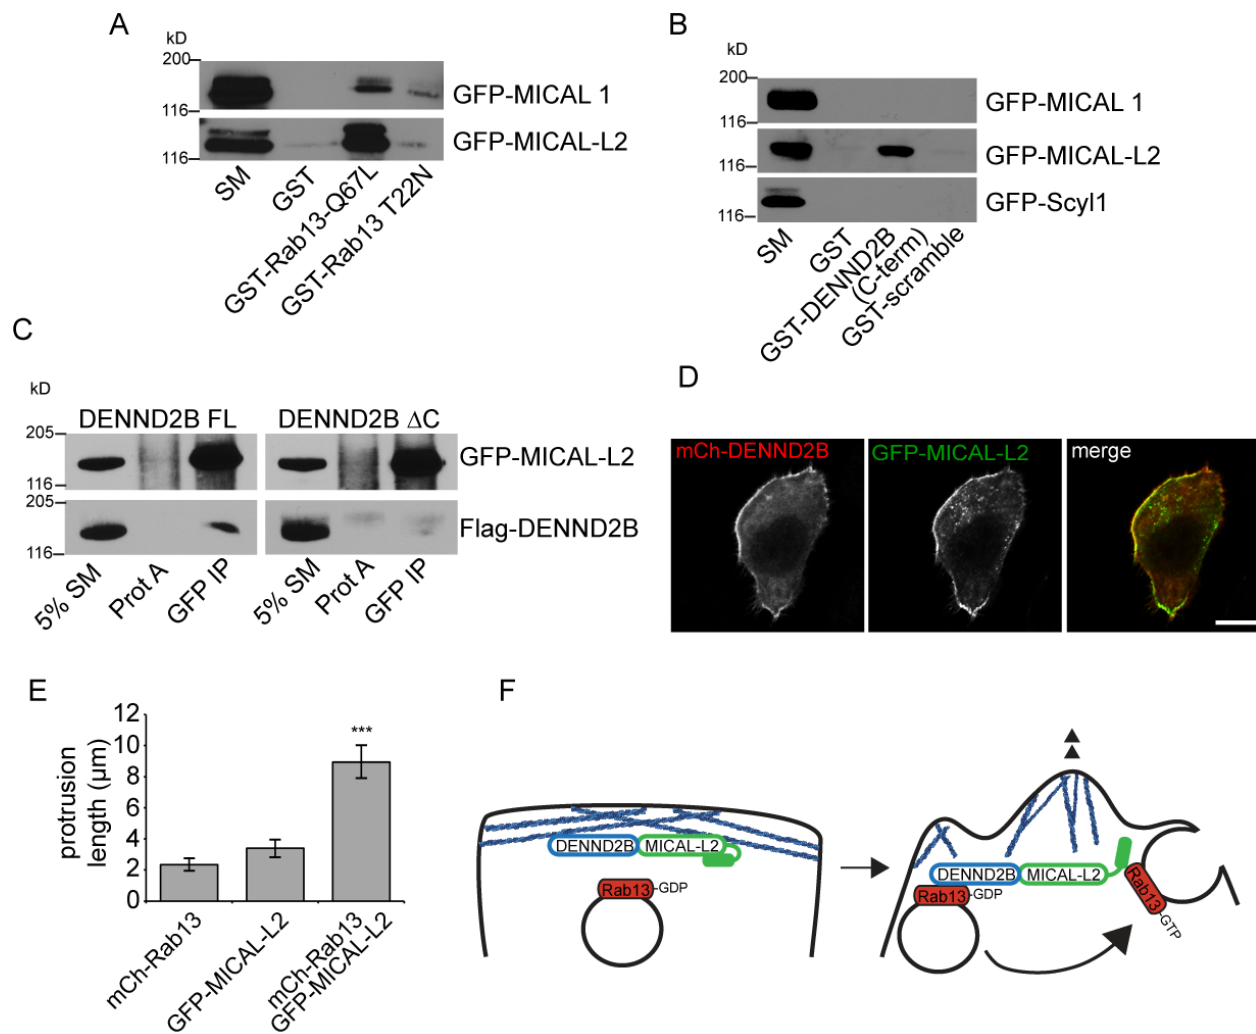 A
kD
200
116
116
GFP-MICAL 1
GFP-MICAL-L2
SM
GST
GST-Rab13-Q67L
GST-Rab13 T22N
B
kD
200
116
116
116
GFP-MICAL 1
GFP-MICAL-L2
GFP-Scyl1
SM
GST
GST-DENND2B
(C-term)
GST-scramble
C
kD
DENND2B FL
DENND2B ΔC
205
116
205
116
GFP-MICAL-L2
Flag-DENND2B
5% SM
Prot A
GFP IP
5% SM
Prot A
GFP IP
D
mCh-DENND2B
GFP-MICAL-L2
merge
E
protrusion
length (μm)
12
10
8
6
4
2
0
***
mCh-Rab13
GFP-MICAL-L2
mCh-Rab13
GFP-MICAL-L2
F
DENND2B
MICAL-L2
Rab13
-GDP
DENND2B
MICAL-L2
Rab13
-GDP
Rab13
-GTP